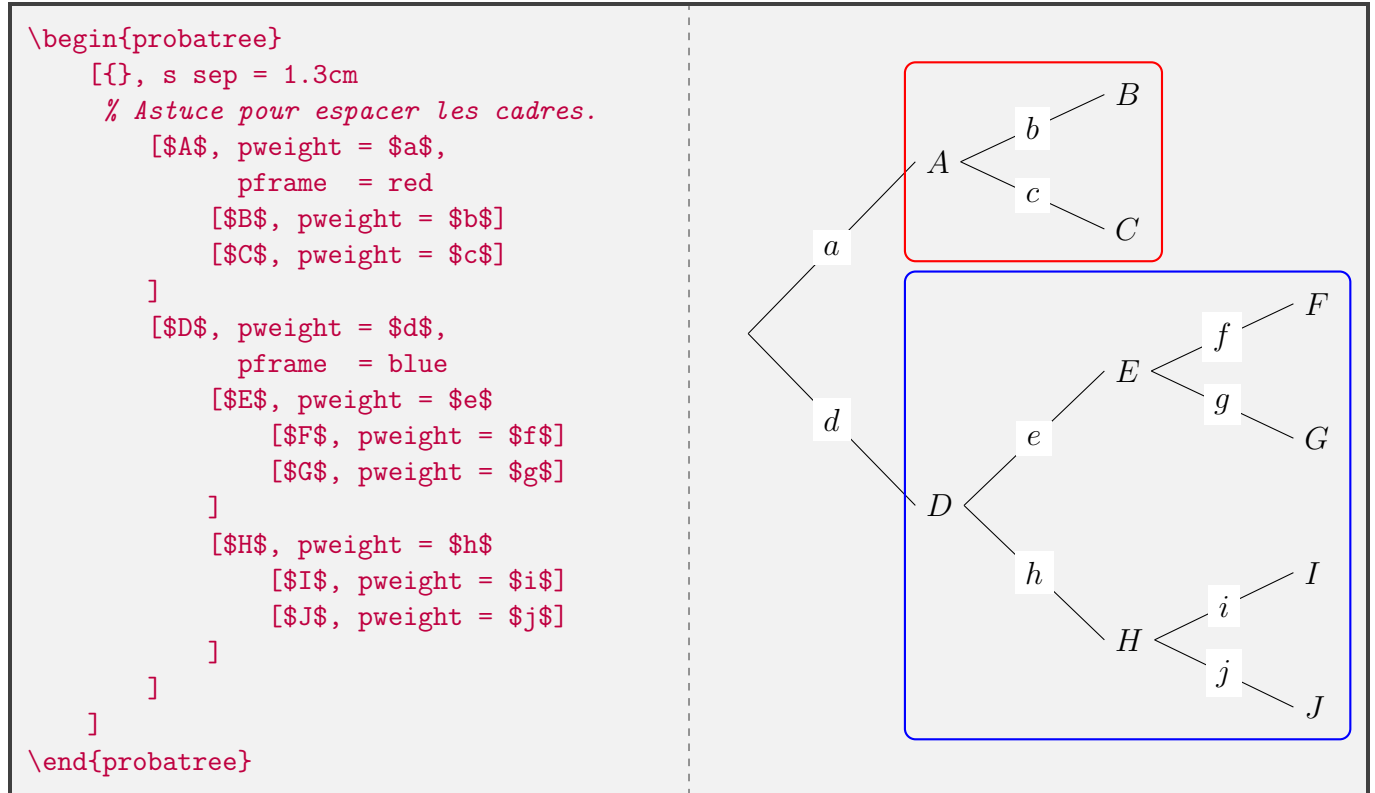 \begin{probatree}
    [{}, s sep = 1.3cm
     % Astuce pour espacer les cadres.
        [$A$, pweight = $a$,
              pframe  = red
            [$B$, pweight = $b$]
            [$C$, pweight = $c$]
        ]
        [$D$, pweight = $d$,
              pframe  = blue
            [$E$, pweight = $e$
                [$F$, pweight = $f$]
                [$G$, pweight = $g$]
            ]
            [$H$, pweight = $h$
                [$I$, pweight = $i$]
                [$J$, pweight = $j$]
            ]
        ]
    ]
\end{probatree}
B
b
A
c
C
a
F
f
E
g
G
d
e
D
h
I
i
H
j
J